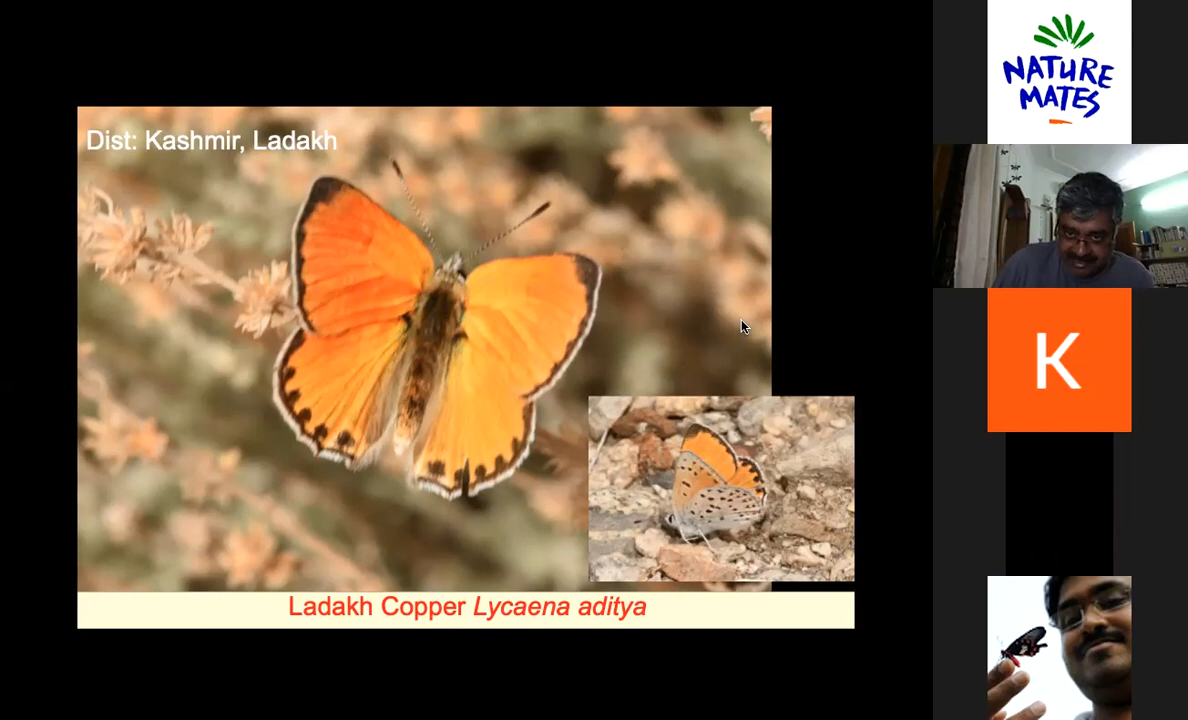 Dist: Kashmir, Ladakh
Ladakh Copper Lycaena aditya
NATURE
MATES
K